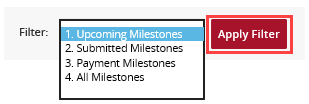 Filter:
1. Upcoming Milestones
2. Submitted Milestones
3. Payment Milestones
4. All Milestones
Apply Filter